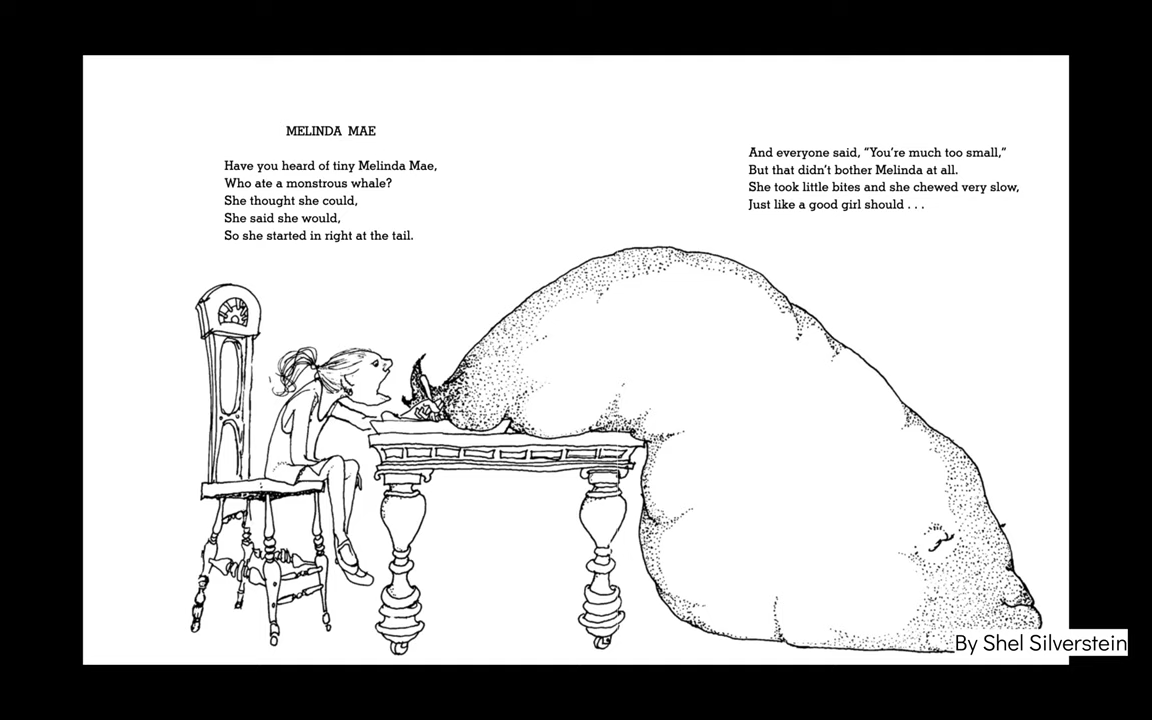 MELINDA MAE
Have you heard of tiny Melinda Mae,
Who ate a monstrous whale?
She thought she could,
She said she would,
So she started in right at the tail.
And everyone said, “You’re much too small,”
But that didn’t bother Melinda at all.
She took little bites and she chewed very slow,
Just like a good girl should . . .
By Shel Silverstein